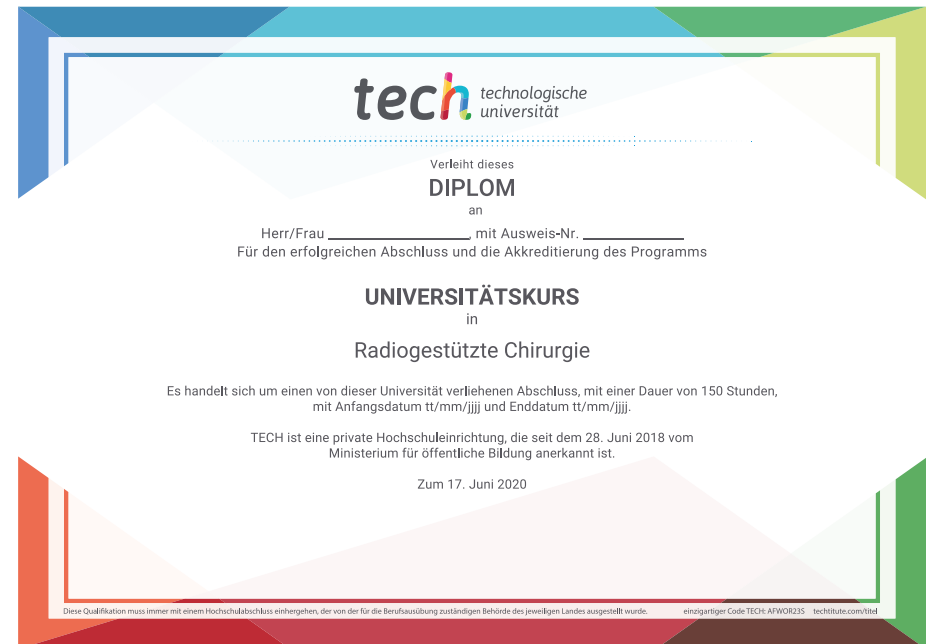 tech technologische
universität
Verleiht dieses
DIPLOM
an
Herr/Frau ____________, mit Ausweis-Nr. ____________
Für den erfolgreichen Abschluss und die Akkreditierung des Programms
UNIVERSITÄTSKURS
in
Radiogestützte Chirurgie
Es handelt sich um einen von dieser Universität verliehenen Abschluss, mit einer Dauer von 150 Stunden,
mit Anfangsdatum tt/mm/jjjj und Enddatum tt/mm/jjjj.
TECH ist eine private Hochschuleinrichtung, die seit dem 28. Juni 2018 vom
Ministerium für öffentliche Bildung anerkannt ist.
Zum 17. Juni 2020
Diese Qualifikation muss immer mit einem Hochschulabschluss einhergehen, der von der für die Berufsausübung zuständigen Behörde des jeweiligen Landes ausgestellt wurde. einzigartiger Code TECH: AFWOR23S techtitute.com/titel